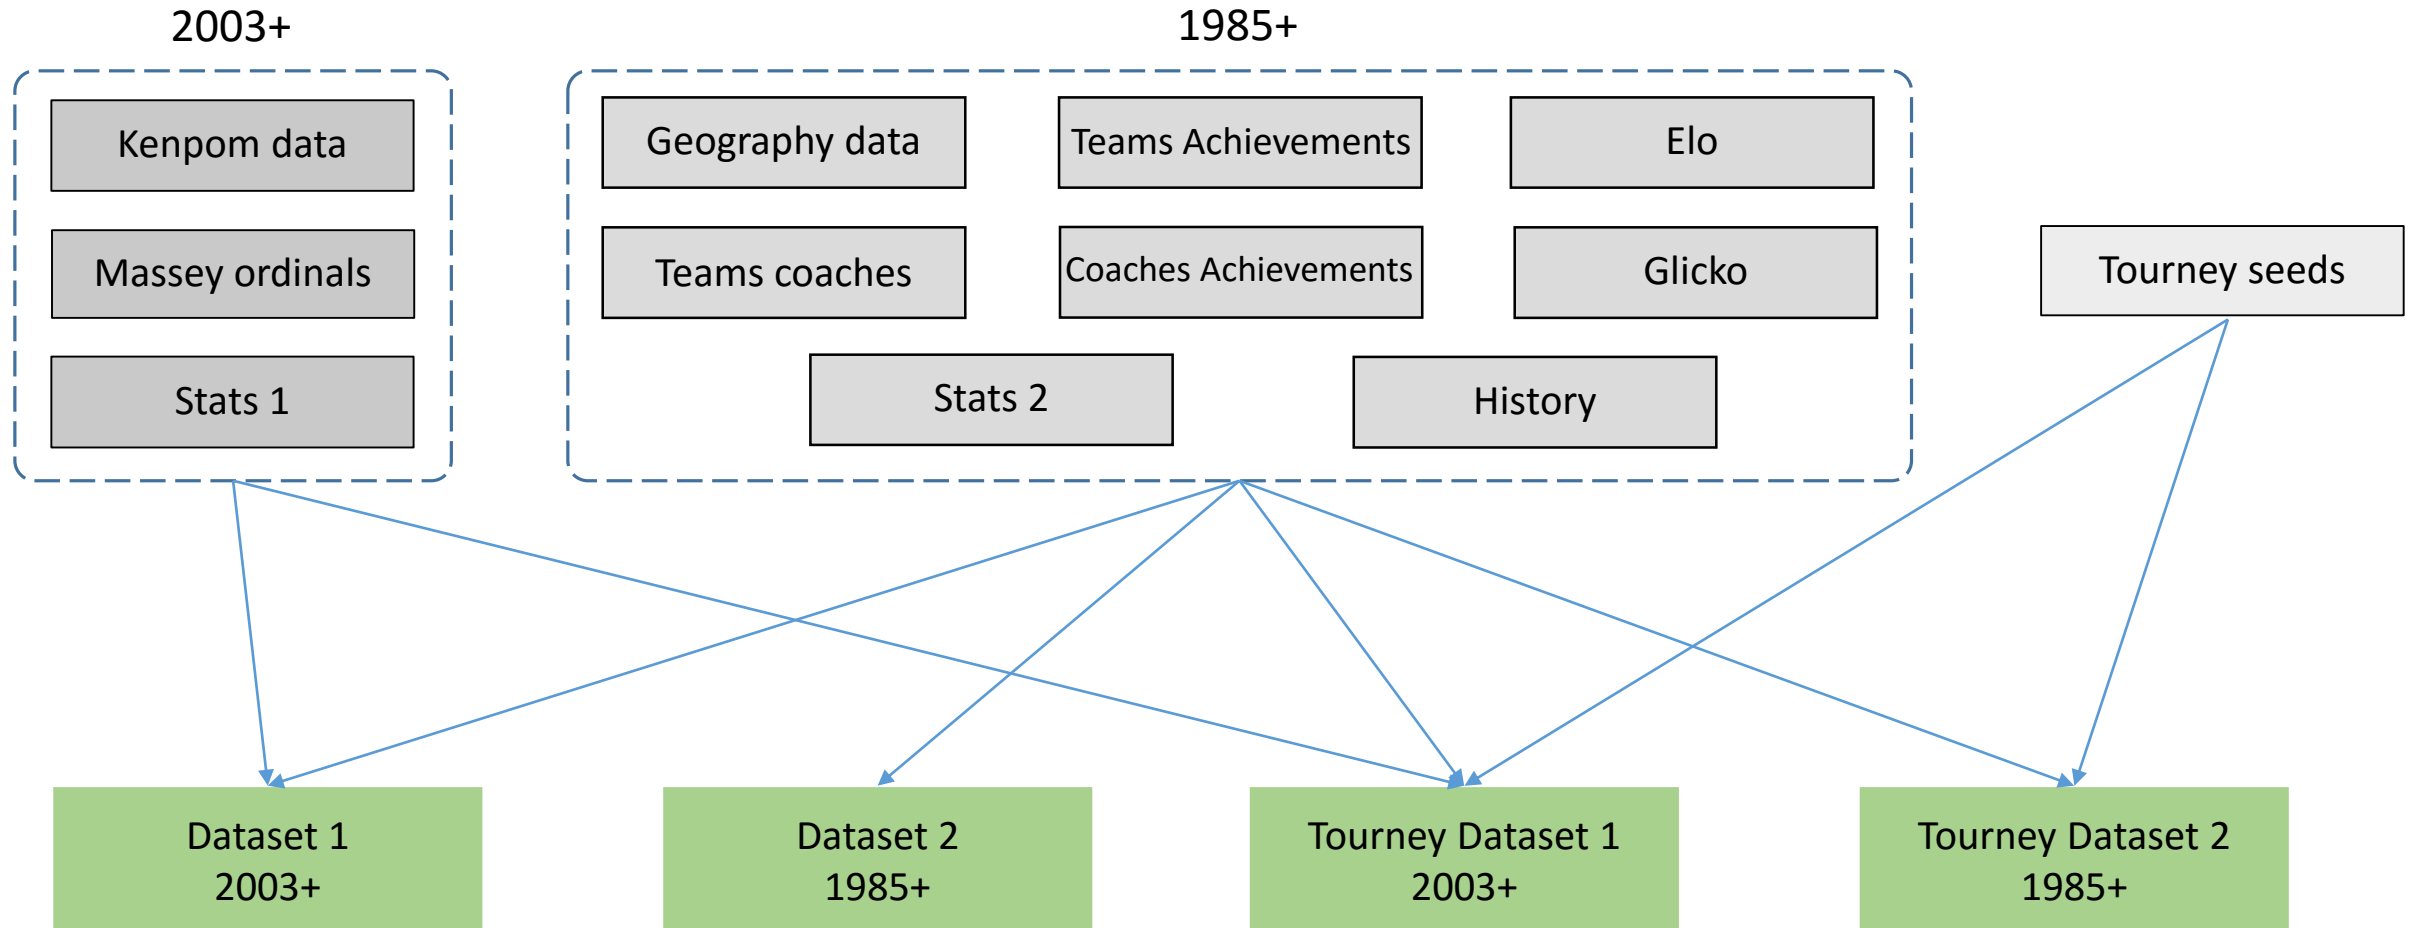 2003+
1985+
Kenpom data
Massey ordinals
Stats 1
Geography data
Teams Achievements
Elo
Teams coaches
Coaches Achievements
Glicko
Stats 2
History
Tourney seeds
Dataset 1
2003+
Dataset 2
1985+
Tourney Dataset 1
2003+
Tourney Dataset 2
1985+